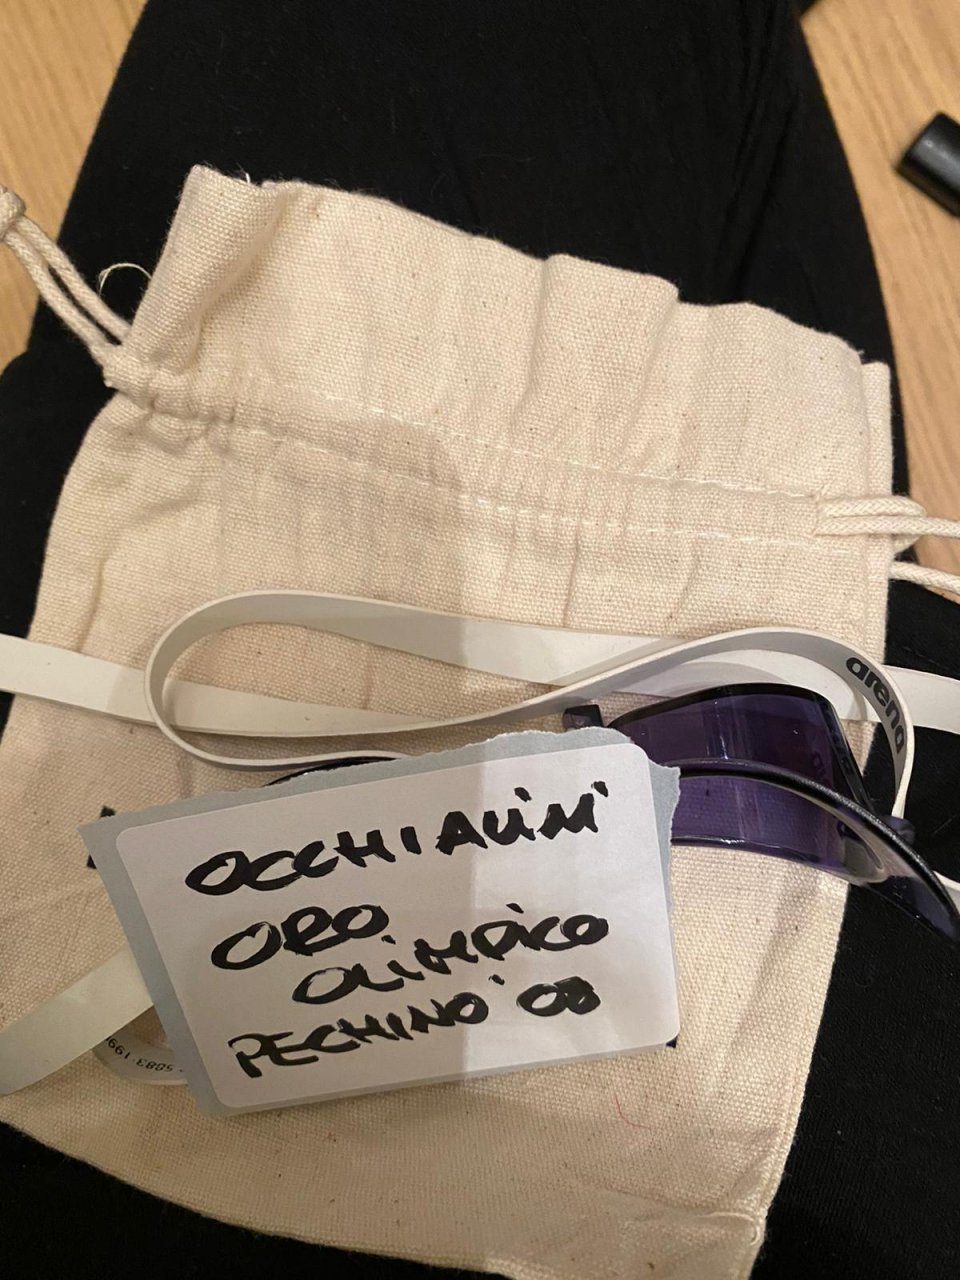 arena
OCCHIALINI
ORO
OLIMPICO
PECHINO '08